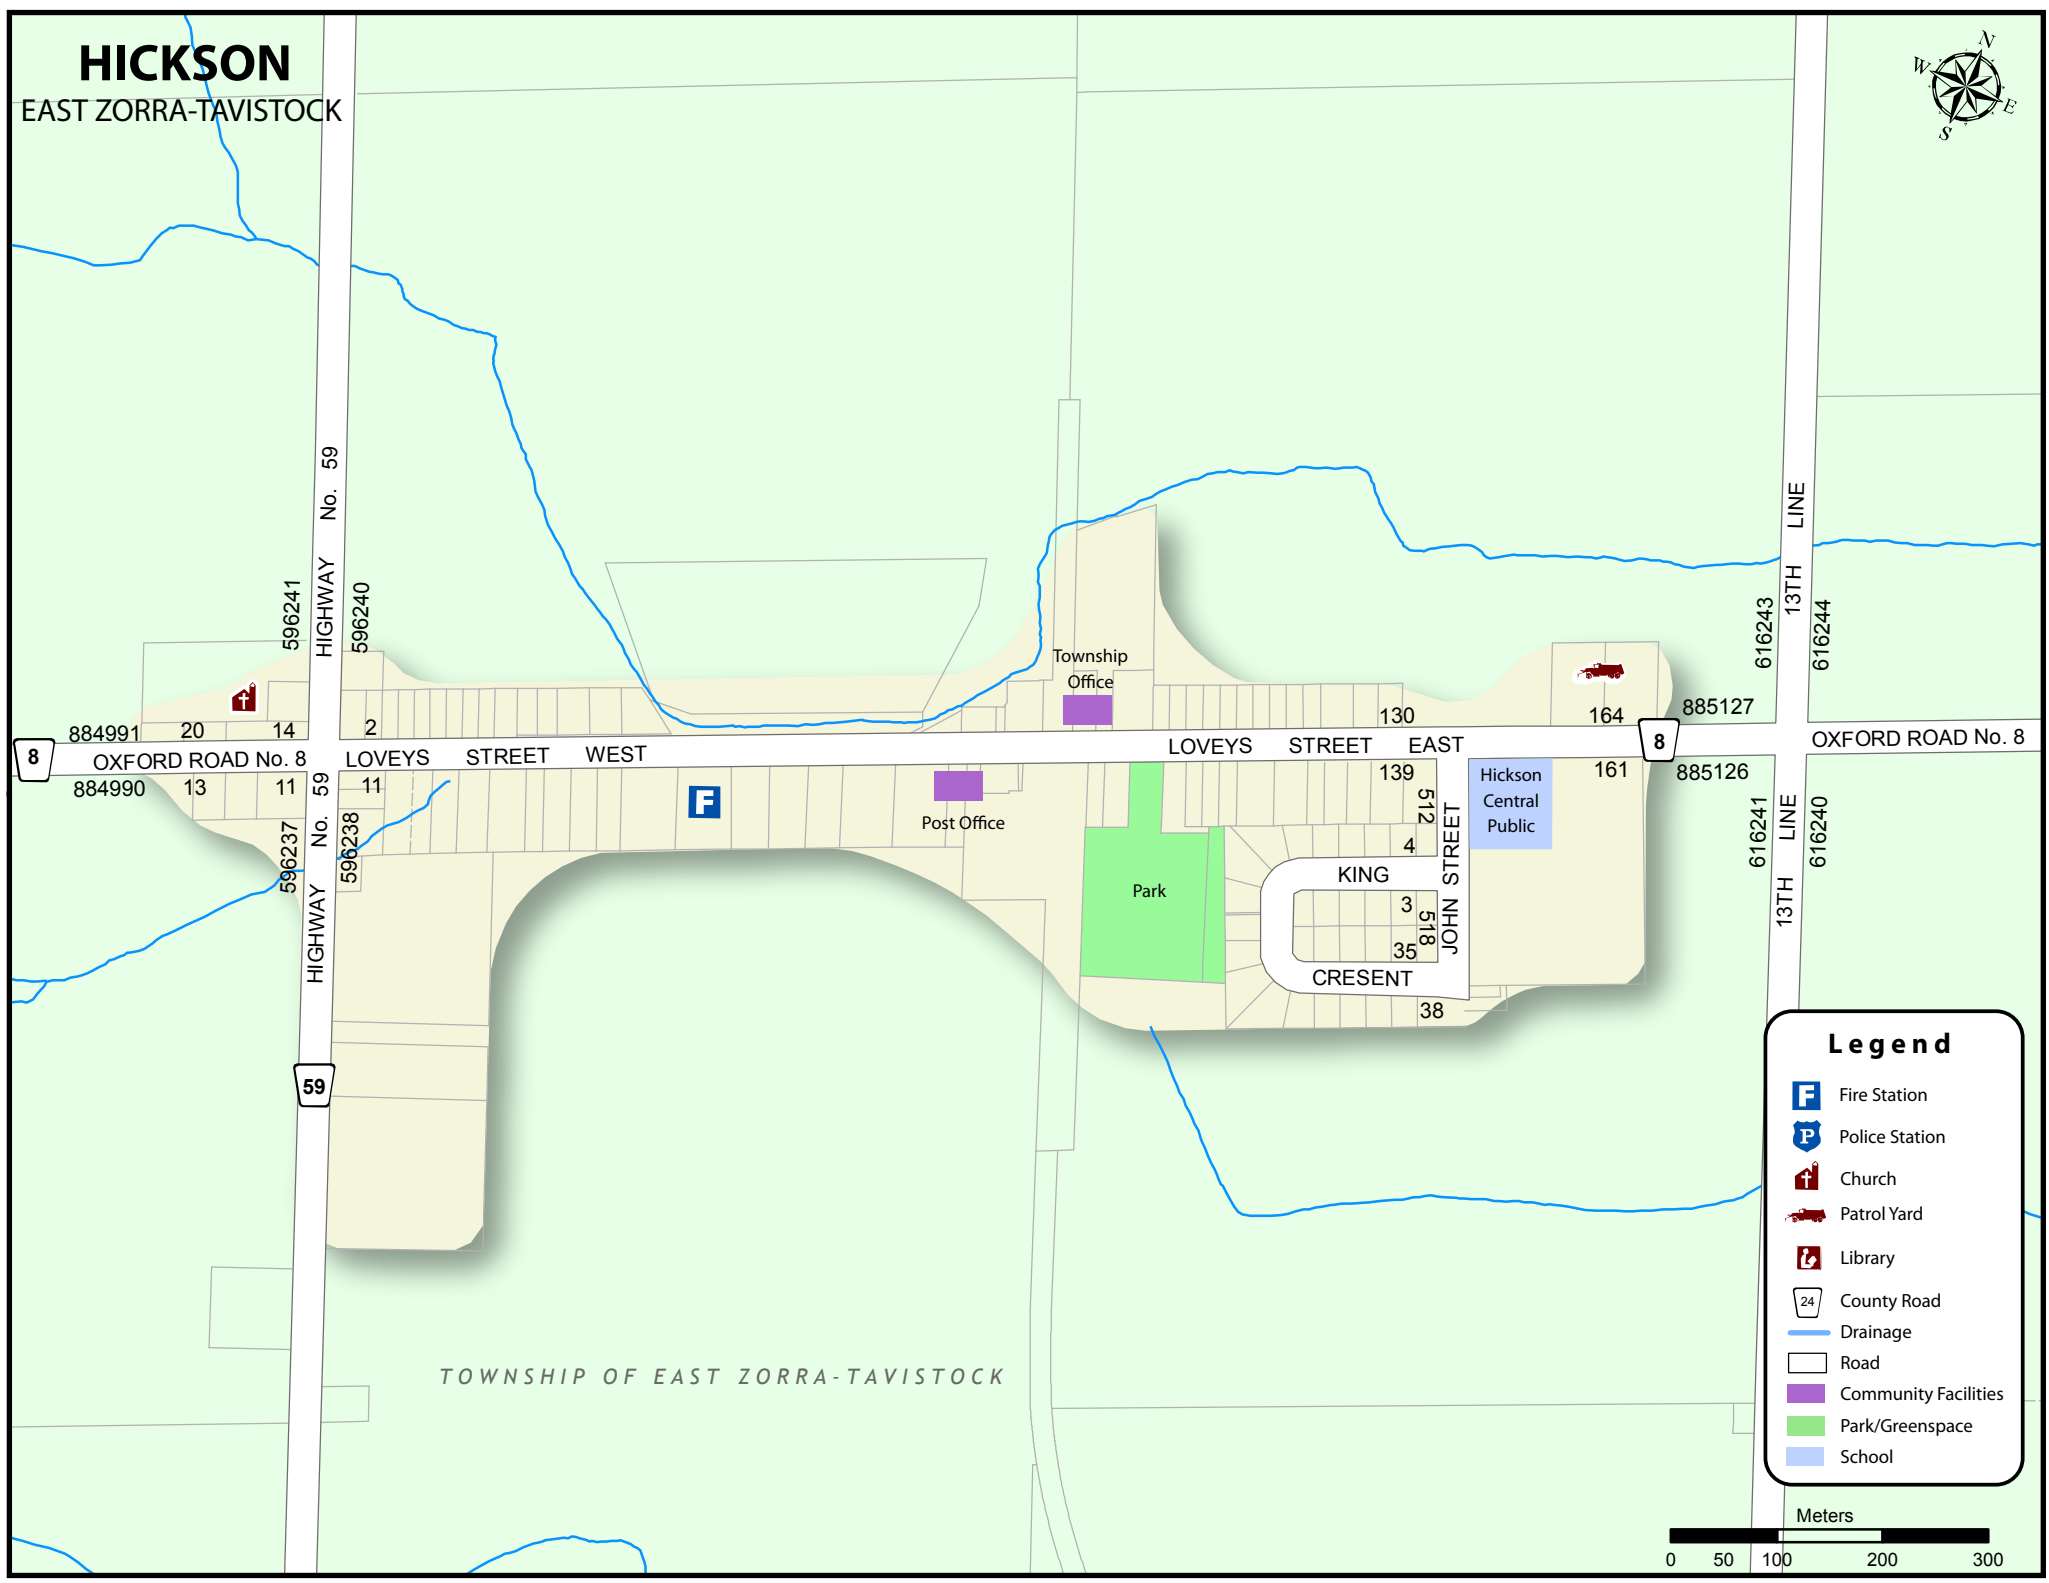 HICKSON
EAST ZORRA-TAVISTOCK
N
W
E
S
HIGHWAY No. 59
596241
596240
13TH LINE
616243
616244
Township
Office
884991
20
14
2
130
164
885127
8
OXFORD ROAD No. 8
LOVEYS STREET WEST
LOVEYS STREET EAST
8
OXFORD ROAD No. 8
884990
13
11
11
139
161
885126
F
Post Office
Hickson
Central
Public
596237
HIGHWAY No. 59
596238
512
JOHN STREET
4
KING
3
518
35
CRESENT
38
Park
616241
13TH LINE
616240
59
TOWNSHIP OF EAST ZORRA-TAVISTOCK
Legend
F Fire Station
P Police Station
Church
Patrol Yard
Library
24 County Road
Drainage
Road
Community Facilities
Park/Greenspace
School
Meters
0 50 100 200 300